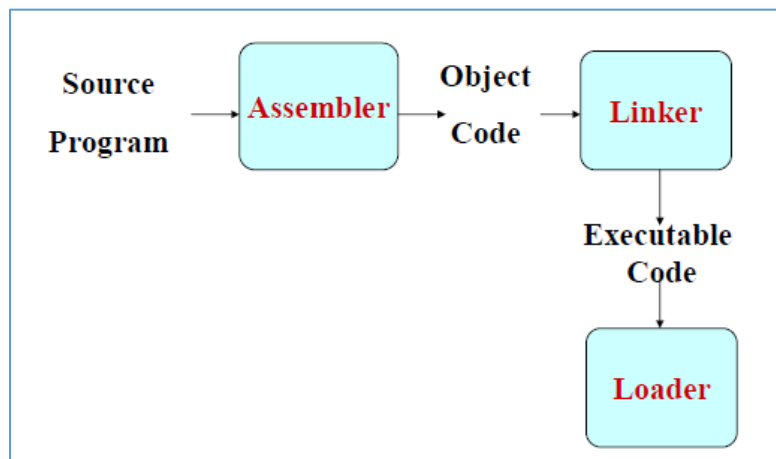 Source
Program
Assembler
Object
Code
Linker
Executable
Code
Loader